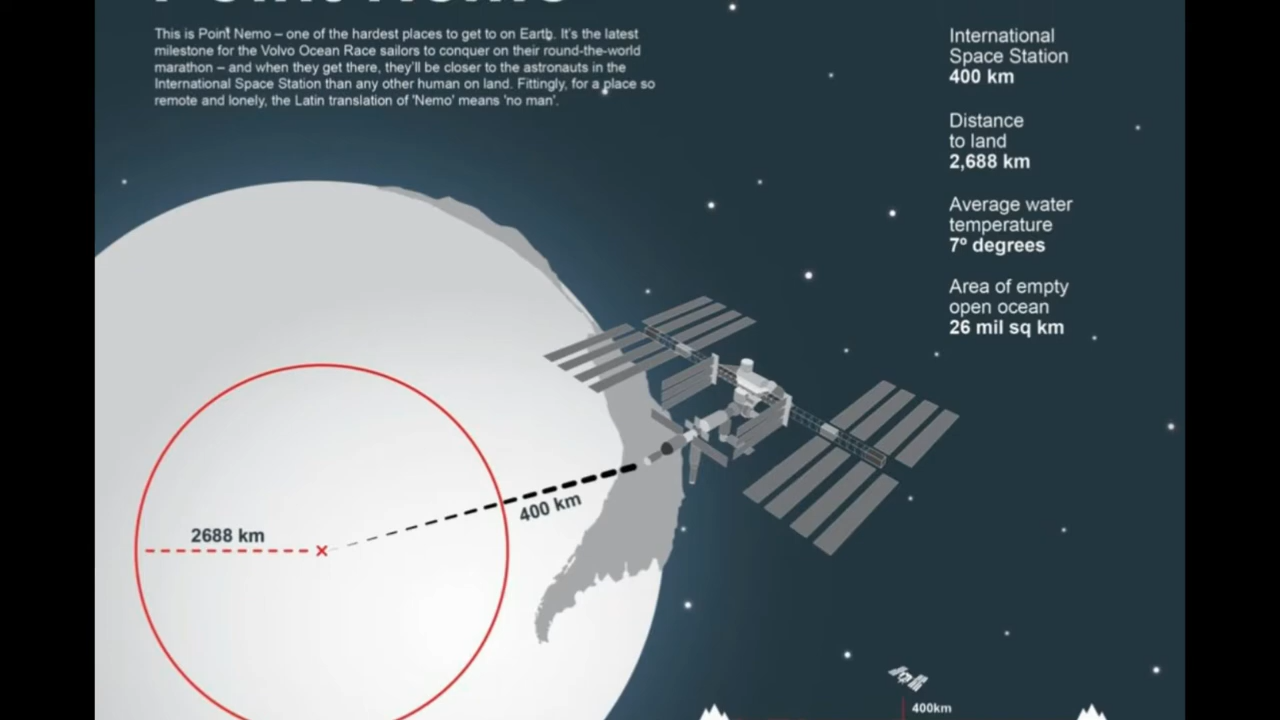 Point Nemo
This is Point Nemo – one of the hardest places to get to on Earth. It's the latest
milestone for the Volvo Ocean Race sailors to conquer on their round-the-world
marathon – and when they get there, they'll be closer to the astronauts in the
International Space Station than any other human on land. Fittingly, for a place so
remote and lonely, the Latin translation of 'Nemo' means 'no man'.
International
Space Station
400 km
Distance
to land
2,688 km
Average water
temperature
7º degrees
Area of empty
open ocean
26 mil sq km
400 km
2688 km
400km